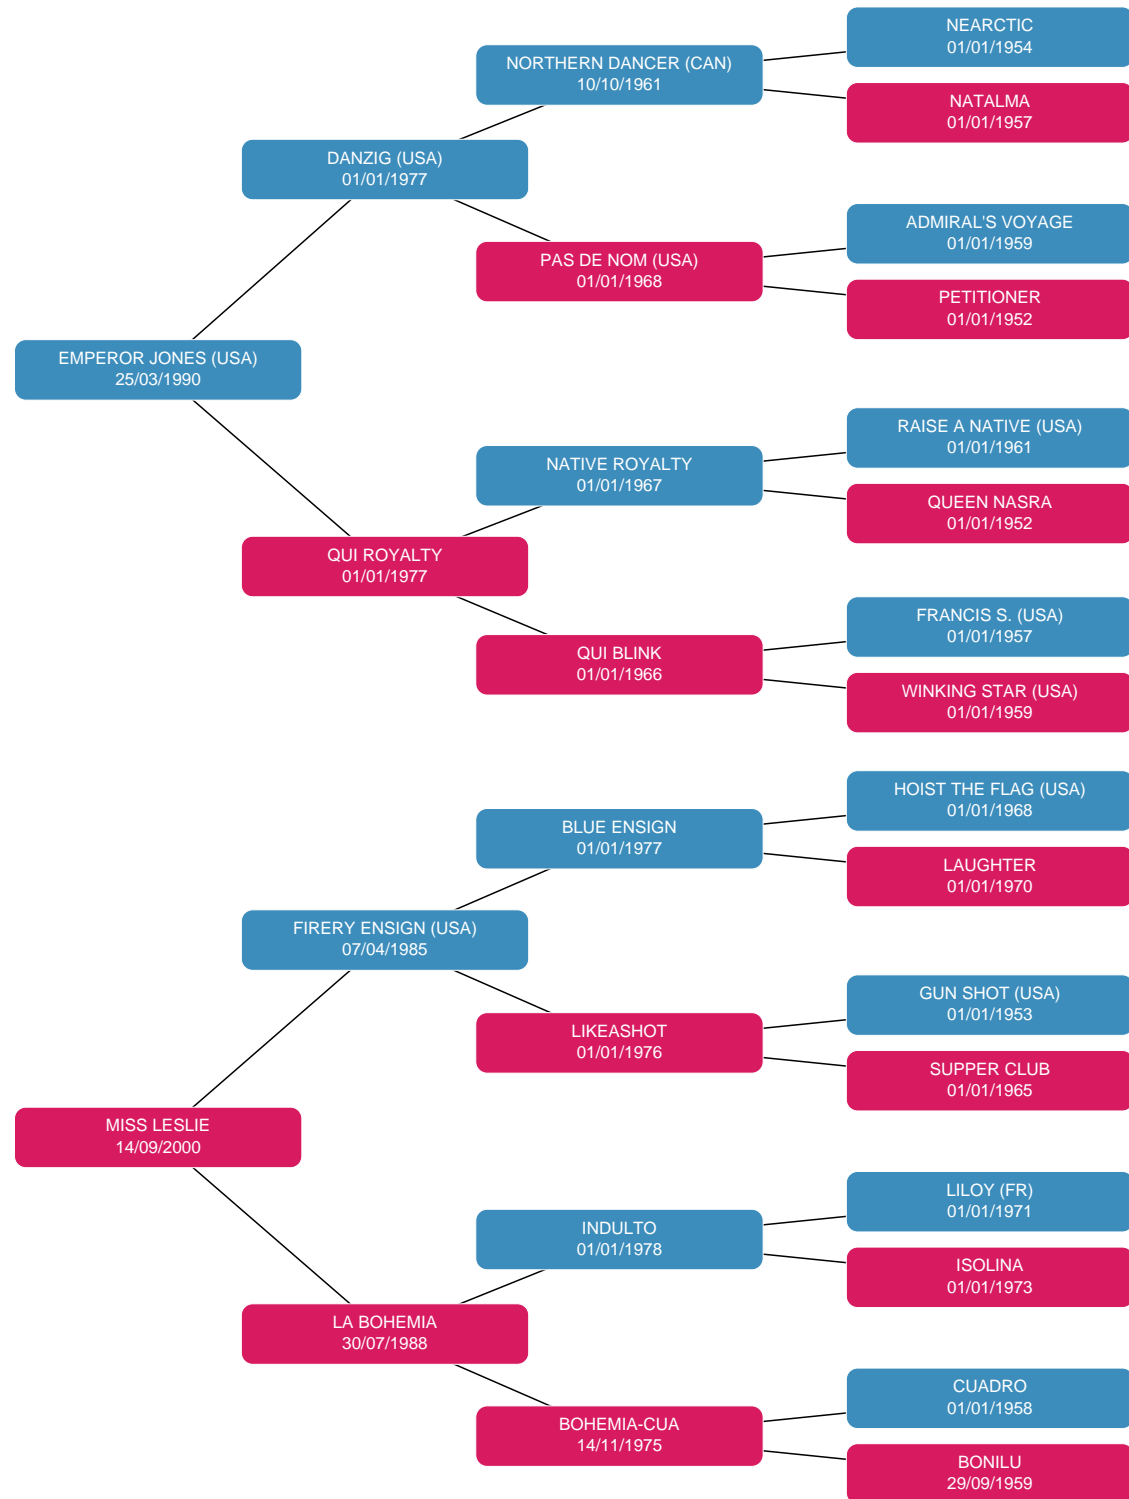 NEARCTIC
01/01/1954
NORTHERN DANCER (CAN)
10/10/1961
NATALMA
01/01/1957
DANZIG (USA)
01/01/1977
ADMIRAL'S VOYAGE
01/01/1959
PAS DE NOM (USA)
01/01/1968
PETITIONER
01/01/1952
EMPEROR JONES (USA)
25/03/1990
RAISE A NATIVE (USA)
01/01/1961
NATIVE ROYALTY
01/01/1967
QUEEN NASRA
01/01/1952
QUI ROYALTY
01/01/1977
FRANCIS S. (USA)
01/01/1957
QUI BLINK
01/01/1966
WINKING STAR (USA)
01/01/1959
HOIST THE FLAG (USA)
01/01/1968
BLUE ENSIGN
01/01/1977
LAUGHTER
01/01/1970
FIRERY ENSIGN (USA)
07/04/1985
GUN SHOT (USA)
01/01/1953
LIKEASHOT
01/01/1976
SUPPER CLUB
01/01/1965
MISS LESLIE
14/09/2000
LILOY (FR)
01/01/1971
INDULTO
01/01/1978
ISOLINA
01/01/1973
LA BOHEMIA
30/07/1988
CUADRO
01/01/1958
BOHEMIA-CUA
14/11/1975
BONILU
29/09/1959